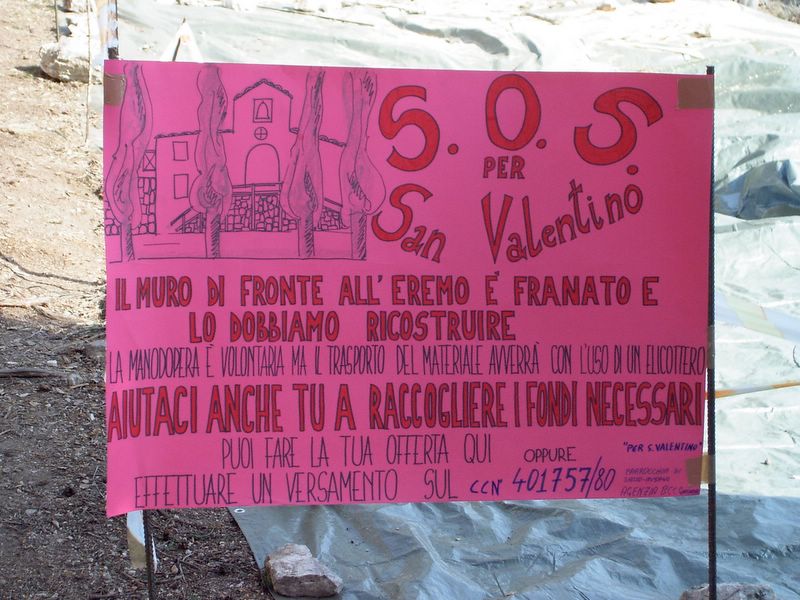 S.O.S.
PER
San Valentino
IL MURO DI FRONTE ALL'EREMO È FRANATO E
LO DOBBIAMO RICOSTRUIRE
LA MANODOPERA È VOLONTARIA MA IL TRASPORTO DEL MATERIALE AVVERRÀ CON L'USO DI UN ELICOTTERO
AIUTACI ANCHE TU A RACCOGLIERE I FONDI NECESSARI
PUOI FARE LA TUA OFFERTA QUI OPPURE
EFFETTUARE UN VERSAMENTO SUL CCN° 401757/80
"PER S. VALENTINO"
PARROCCHIA DI
AGENZIA BCC